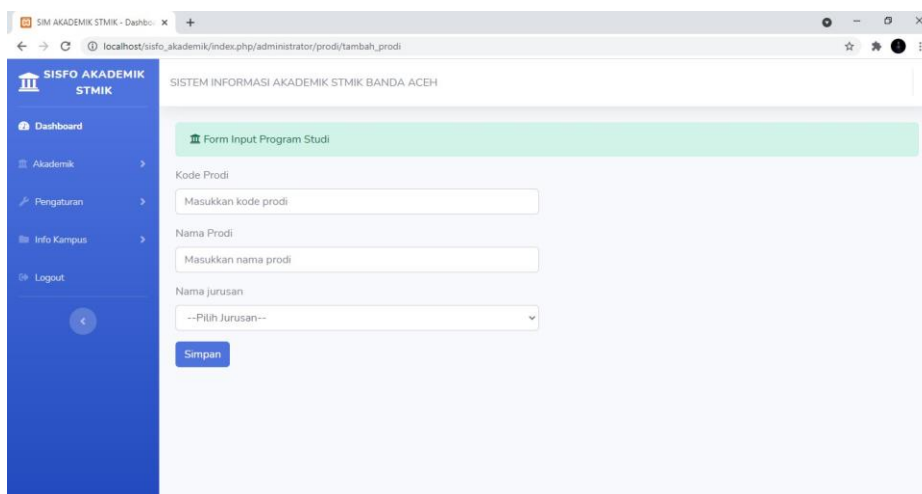 SIM AKADEMIK STMIK - Dashbo
localhost/sisfo_akademik/index.php/administrator/prodi/tambah_prodi
SISFO AKADEMIK
STMIK
SISTEM INFORMASI AKADEMIK STMIK BANDA ACEH
Dashboard
Akademik
Pengaturan
Info Kampus
Logout
Form Input Program Studi
Kode Prodi
Masukkan kode prodi
Nama Prodi
Masukkan nama prodi
Nama jurusan
--Pilih Jurusan--
Simpan